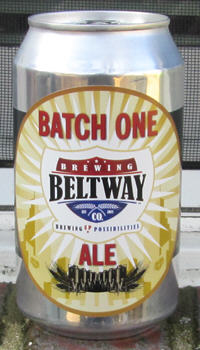 BATCH ONE
BREWING
BELTWAY
CO.
BREWING UP POSSIBILITIES
ALE